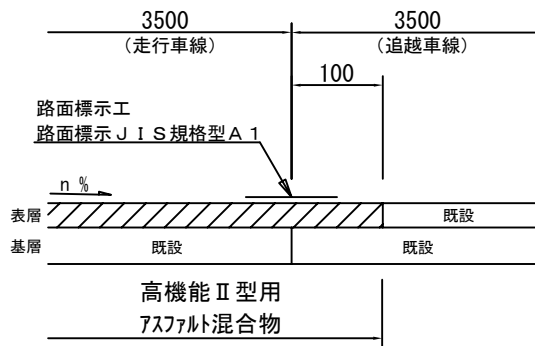 3500 3500
(走行車線) (追越車線)
100
路面標示工
路面標示JIS規格型A1
n %
表層 既設
基層 既設 既設
高機能Ⅱ型用
ｱｽﾌｧﾙﾄ混合物